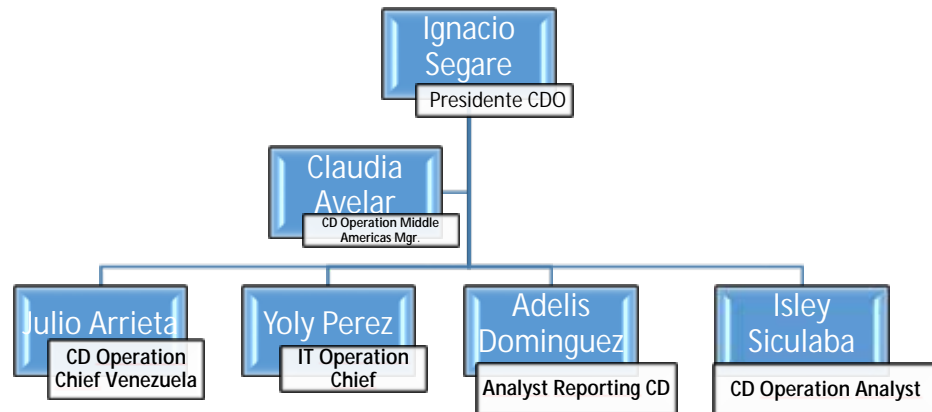 Ignacio
Segare
Presidente CDO
Claudia
Avelar
CD Operation Middle
Americas Mgr.
Julio Arrieta
CD Operation
Chief Venezuela
Yoly Perez
IT Operation
Chief
Adelis
Dominguez
Analyst Reporting CD
Isley
Siculaba
CD Operation Analyst